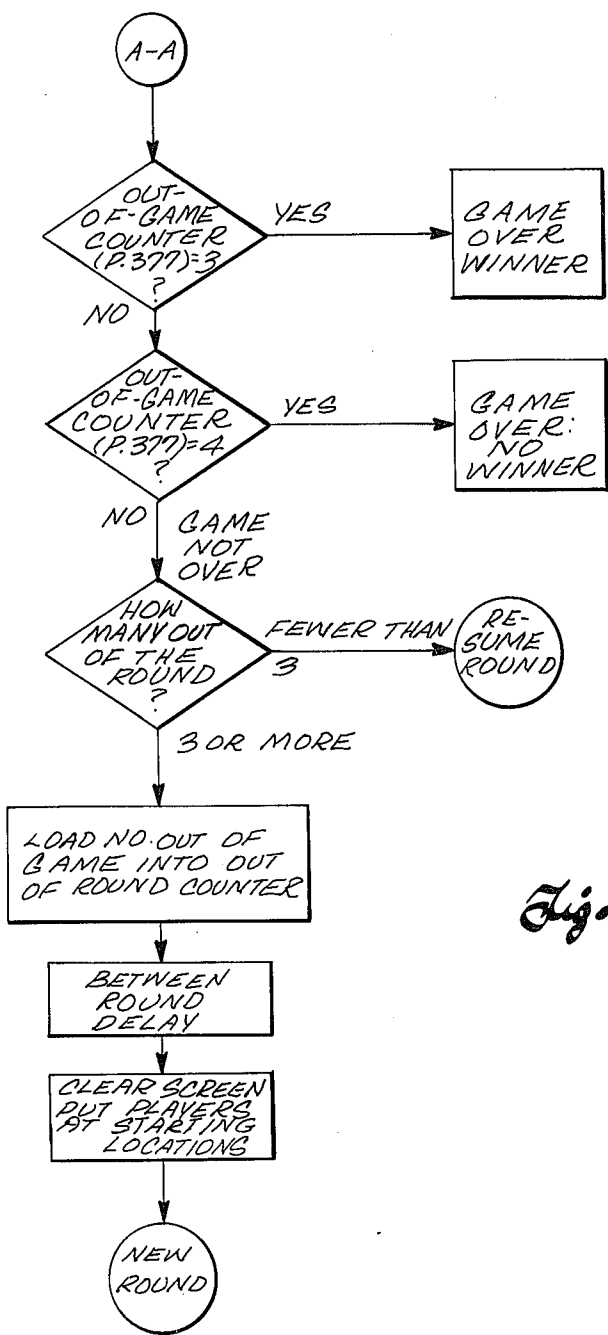 A-A
OUT-
OF-GAME
COUNTER
(P.377)=3
?
YES
GAME
OVER
WINNER
NO
OUT-
OF-GAME
COUNTER
(P.377)=4
?
YES
GAME
OVER:
NO
WINNER
NO
GAME
NOT
OVER
HOW
MANY OUT
OF THE
ROUND
?
FEWER THAN
3
RE-
SUME
ROUND
3 OR MORE
LOAD NO. OUT OF
GAME INTO OUT
OF ROUND COUNTER
Fig.
BETWEEN
ROUND
DELAY
CLEAR SCREEN
PUT PLAYERS
AT STARTING
LOCATIONS
NEW
ROUND